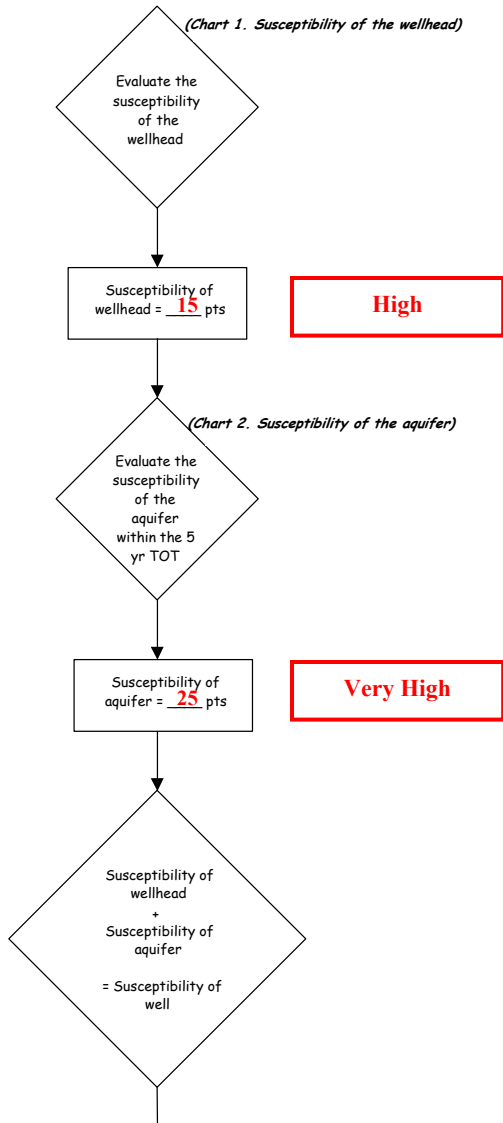 (Chart 1. Susceptibility of the wellhead)
Evaluate the
susceptibility
of the
wellhead
Susceptibility of
wellhead = 15 pts
High
(Chart 2. Susceptibility of the aquifer)
Evaluate the
susceptibility
of the
aquifer
within the 5
yr TOT
Susceptibility of
aquifer = 25 pts
Very High
Susceptibility of
wellhead
+
Susceptibility of
aquifer
= Susceptibility of
well